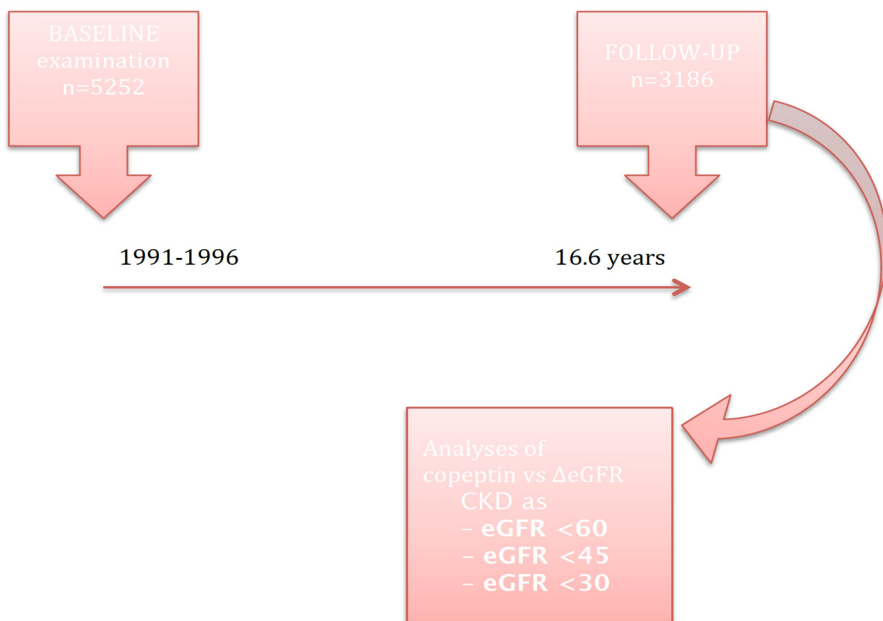 BASELINE
examination
n=5252
FOLLOW-UP
n=3186
1991-1996
16.6 years
Analyses of
copeptin vs ΔeGFR
CKD as
– eGFR <60
– eGFR <45
– eGFR <30